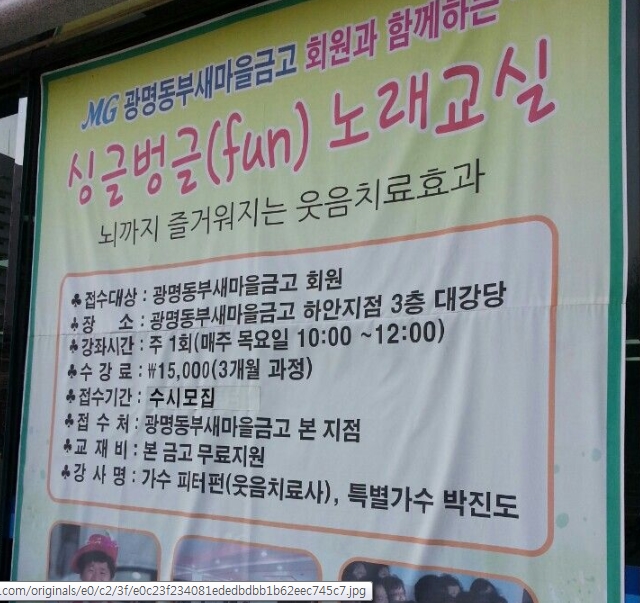 MG 광명동부새마을금고 회원과 함께하는
싱글벙글(fun) 노래교실
뇌까지 즐거워지는 웃음치료효과
♣접수대상 : 광명동부새마을금고 회원
♣장 소 : 광명동부새마을금고 하안지점 3층 대강당
♣강좌시간 : 주 1회(매주 목요일 10:00 ~12:00)
♣수 강 료 : ₩15,000(3개월 과정)
♣접수기간 : 수시모집
♣접 수 처 : 광명동부새마을금고 본 지점
♣교 재 비 : 본 금고 무료지원
♣강 사 명 : 가수 피터펀(웃음치료사), 특별가수 박진도
.com/originals/e0/c2/3f/e0c23f234081ededbdbb1b62eec745c7.jpg